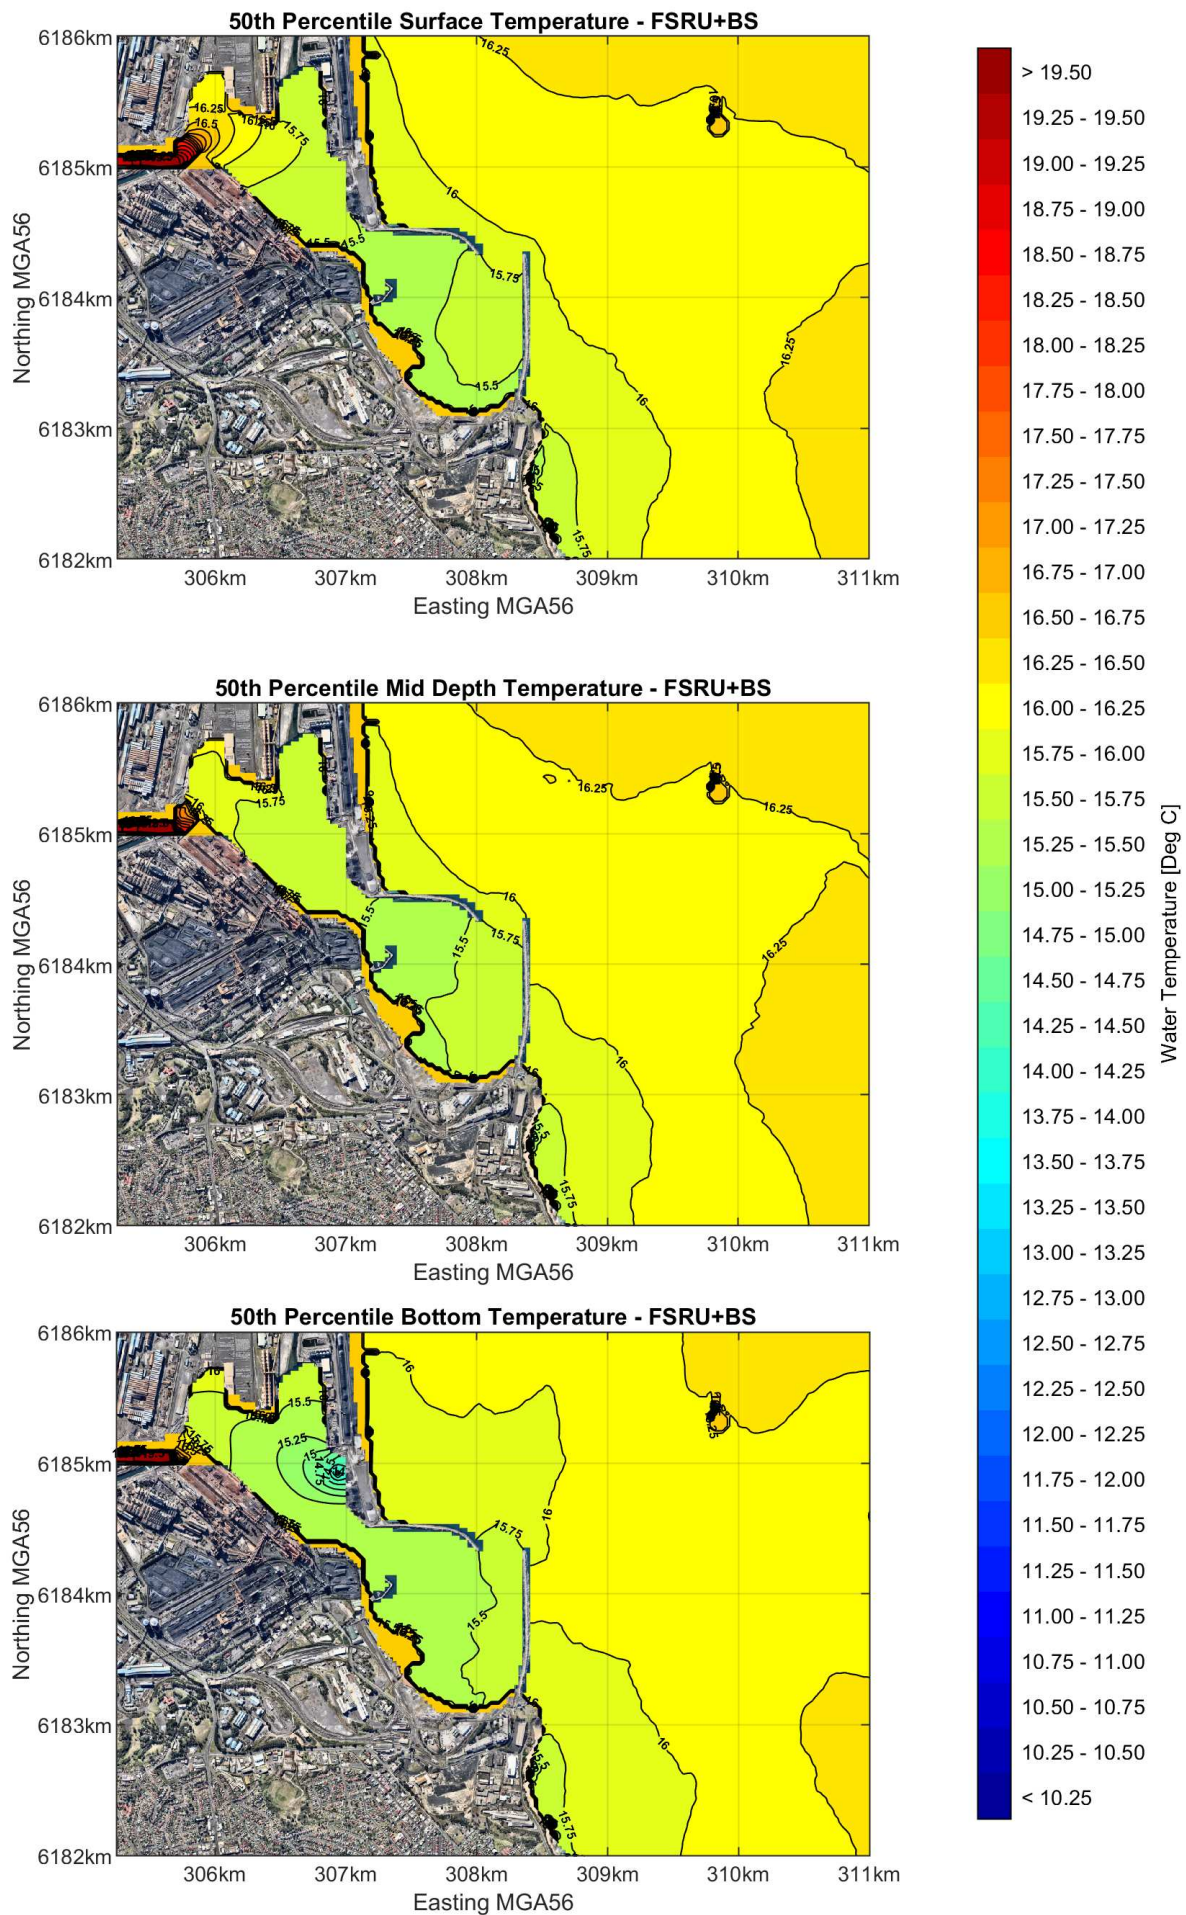 50th Percentile Surface Temperature - FSRU+BS
6186km
6185km
6184km
6183km
6182km
Northing MGA56
16.25
16.25
16.5
15.75
16
15.5
15.5
15.75
15.5
16.25
16
15.75
306km
307km
308km
309km
310km
311km
Easting MGA56
50th Percentile Mid Depth Temperature - FSRU+BS
6186km
6185km
6184km
6183km
6182km
Northing MGA56
16.25
16.25
15.75
16
16
15.5
15.75
15.5
16.25
16
15.5
15.75
306km
307km
308km
309km
310km
311km
Easting MGA56
50th Percentile Bottom Temperature - FSRU+BS
6186km
6185km
6184km
6183km
6182km
Northing MGA56
16
16
15.5
15.75
15.25
15.75
16
15.5
16
15.5
15.75
306km
307km
308km
309km
310km
311km
Easting MGA56
> 19.50
19.25 - 19.50
19.00 - 19.25
18.75 - 19.00
18.50 - 18.75
18.25 - 18.50
18.00 - 18.25
17.75 - 18.00
17.50 - 17.75
17.25 - 17.50
17.00 - 17.25
16.75 - 17.00
16.50 - 16.75
16.25 - 16.50
16.00 - 16.25
15.75 - 16.00
15.50 - 15.75
15.25 - 15.50
15.00 - 15.25
14.75 - 15.00
14.50 - 14.75
14.25 - 14.50
14.00 - 14.25
13.75 - 14.00
13.50 - 13.75
13.25 - 13.50
13.00 - 13.25
12.75 - 13.00
12.50 - 12.75
12.25 - 12.50
12.00 - 12.25
11.75 - 12.00
11.50 - 11.75
11.25 - 11.50
11.00 - 11.25
10.75 - 11.00
10.50 - 10.75
10.25 - 10.50
< 10.25
Water Temperature [Deg C]